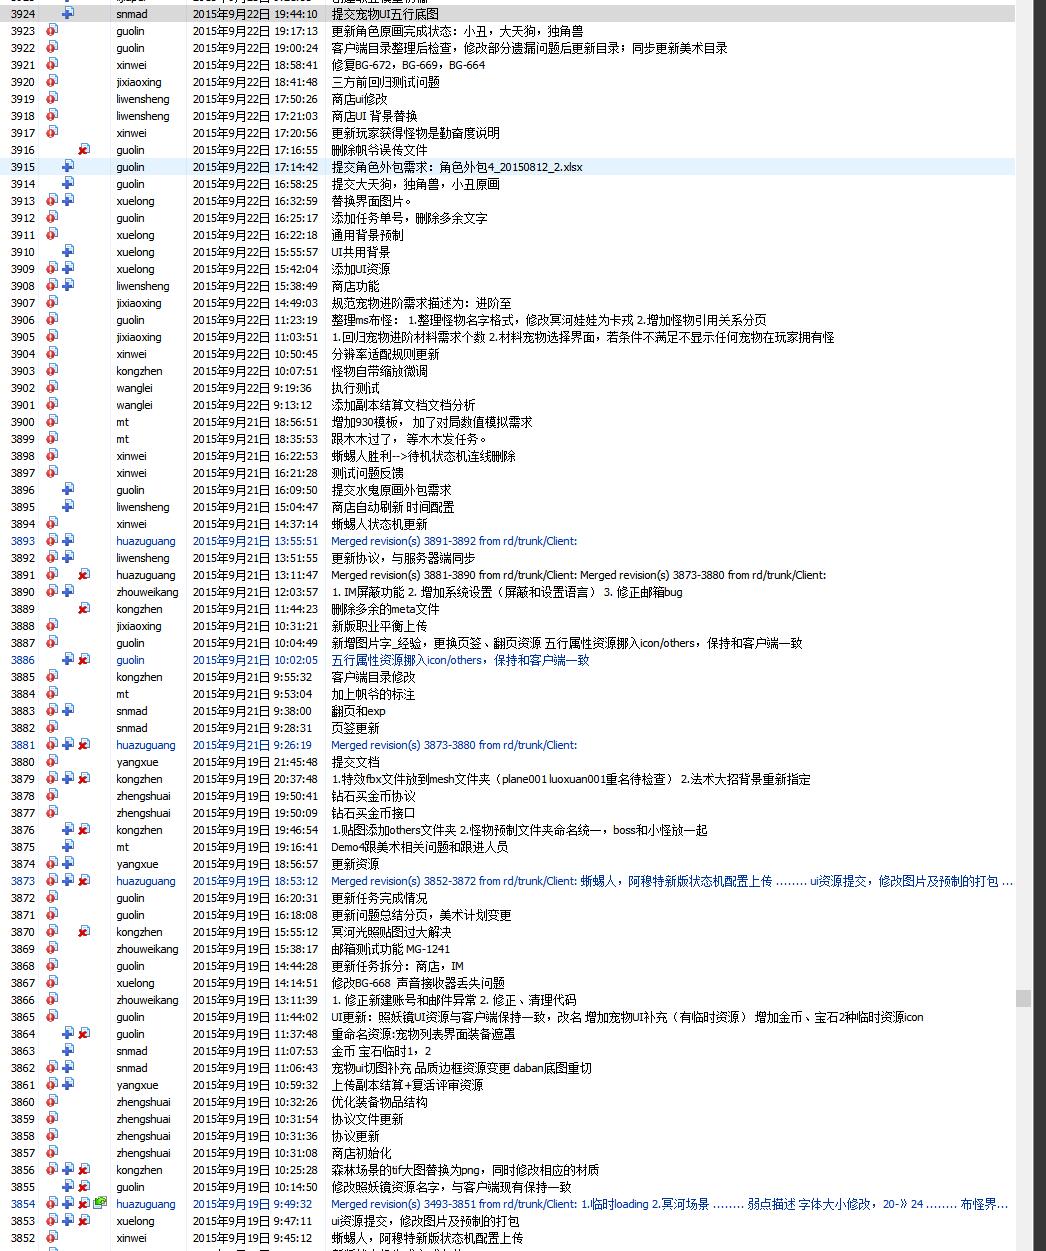 3924 snmad 2015年9月22日 19:44:10 提交宠物UI五行底图
3923 guolin 2015年9月22日 19:17:13 更新角色原画完成状态：小丑，大天狗，独角兽
3922 guolin 2015年9月22日 19:00:24 客户端目录整理后检查，修改部分遗漏问题后更新目录；同步更新美术目录
3921 xinwei 2015年9月22日 18:58:41 修复BG-672，BG-669，BG-664
3920 jixiaoxing 2015年9月22日 18:41:48 三方前回归测试问题
3919 liwensheng 2015年9月22日 17:50:26 商店ui修改
3918 liwensheng 2015年9月22日 17:21:03 商店UI 背景替换
3917 xinwei 2015年9月22日 17:20:56 更新玩家获得怪物是勤奋度说明
3916 guolin 2015年9月22日 17:16:55 删除帆爷误传文件
3915 guolin 2015年9月22日 17:14:42 提交角色外包需求：角色外包4_20150812_2.xlsx
3914 guolin 2015年9月22日 16:58:25 提交大天狗，独角兽，小丑原画
3913 xuelong 2015年9月22日 16:32:59 替换界面图片。
3912 guolin 2015年9月22日 16:25:17 添加任务单号，删除多余文字
3911 xuelong 2015年9月22日 16:22:18 通用背景预制
3910 xuelong 2015年9月22日 15:55:57 UI共用背景
3909 xuelong 2015年9月22日 15:42:04 添加UI资源
3908 liwensheng 2015年9月22日 15:38:49 商店功能
3907 jixiaoxing 2015年9月22日 14:49:03 规范宠物进阶需求描述为：进阶至
3906 guolin 2015年9月22日 11:23:19 整理ms布怪： 1.整理怪物名字格式，修改冥河娃娃为卡戎 2.增加怪物引用关系分页
3905 jixiaoxing 2015年9月22日 11:03:51 1.回归宠物进阶材料需求个数 2.材料宠物选择界面，若条件不满足不显示任何宠物在玩家拥有怪
3904 xinwei 2015年9月22日 10:50:45 分辨率适配规则更新
3903 kongzhen 2015年9月22日 10:07:51 怪物自带缩放微调
3902 wanglei 2015年9月22日 9:19:36 执行测试
3901 wanglei 2015年9月22日 9:13:12 添加副本结算文档文档分析
3900 mt 2015年9月21日 18:56:51 增加930模板， 加了对局数值模拟需求
3899 mt 2015年9月21日 18:35:53 跟木木过了， 等木木发任务。
3898 xinwei 2015年9月21日 16:22:53 蜥蜴人胜利-->待机状态机连线删除
3897 xinwei 2015年9月21日 16:21:28 测试问题反馈
3896 guolin 2015年9月21日 16:09:50 提交水鬼原画外包需求
3895 liwensheng 2015年9月21日 15:04:47 商店自动刷新 时间配置
3894 xinwei 2015年9月21日 14:37:14 蜥蜴人状态机更新
3893 huazuguang 2015年9月21日 13:55:51 Merged revision(s) 3891-3892 from rd/trunk/Client:
3892 liwensheng 2015年9月21日 13:51:55 更新协议，与服务器端同步
3891 huazuguang 2015年9月21日 13:11:47 Merged revision(s) 3881-3890 from rd/trunk/Client: Merged revision(s) 3873-3880 from rd/trunk/Client:
3890 zhouweikang 2015年9月21日 12:03:57 1. IM屏蔽功能 2. 增加系统设置（屏蔽和设置语言） 3. 修正邮箱bug
3889 kongzhen 2015年9月21日 11:44:23 删除多余的meta文件
3888 jixiaoxing 2015年9月21日 10:31:21 新版职业平衡上传
3887 guolin 2015年9月21日 10:04:49 新增图片字_经验，更换页签、翻页资源 五行属性资源挪入icon/others，保持和客户端一致
3886 guolin 2015年9月21日 10:02:05 五行属性资源挪入icon/others，保持和客户端一致
3885 kongzhen 2015年9月21日 9:55:32 客户端目录修改
3884 mt 2015年9月21日 9:53:04 加上帆爷的标注
3883 snmad 2015年9月21日 9:38:00 翻页和exp
3882 snmad 2015年9月21日 9:28:31 页签更新
3881 huazuguang 2015年9月21日 9:26:19 Merged revision(s) 3873-3880 from rd/trunk/Client:
3880 yangxue 2015年9月19日 21:45:48 提交文档
3879 kongzhen 2015年9月19日 20:37:48 1.特效fbx文件放到mesh文件夹（plane001 luoxuan001重名待检查） 2.法术大招背景重新指定
3878 zhengshuai 2015年9月19日 19:50:41 钻石买金币协议
3877 zhengshuai 2015年9月19日 19:50:09 钻石买金币接口
3876 kongzhen 2015年9月19日 19:46:54 1.贴图添加others文件夹 2.怪物预制文件夹命名统一，boss和小怪放一起
3875 mt 2015年9月19日 19:16:41 Demo4跟美术相关问题和跟进人员
3874 yangxue 2015年9月19日 18:56:57 更新资源
3873 huazuguang 2015年9月19日 18:53:12 Merged revision(s) 3852-3872 from rd/trunk/Client: 蜥蜴人，阿穆特新版状态机配置上传 ........ ui资源提交，修改图片及预制的打包 ...
3872 guolin 2015年9月19日 16:20:31 更新任务完成情况
3871 guolin 2015年9月19日 16:18:08 更新问题总结分页，美术计划变更
3870 kongzhen 2015年9月19日 15:55:12 冥河光照贴图过大解决
3869 zhouweikang 2015年9月19日 15:38:17 邮箱测试功能 MG-1241
3868 guolin 2015年9月19日 14:44:28 更新任务拆分：商店，IM
3867 xuelong 2015年9月19日 14:14:51 修改BG-668 声音接收器丢失问题
3866 zhouweikang 2015年9月19日 13:11:39 1. 修正新建账号和邮件异常 2. 修正、清理代码
3865 guolin 2015年9月19日 11:44:02 UI更新：照妖镜UI资源与客户端保持一致，改名 增加宠物UI补充（有临时资源） 增加金币、宝石2种临时资源icon
3864 guolin 2015年9月19日 11:37:48 重命名资源:宠物列表界面装备遮罩
3863 snmad 2015年9月19日 11:07:53 金币 宝石临时1，2
3862 snmad 2015年9月19日 11:06:43 宠物ui切图补充 品质边框资源变更 daban底图重切
3861 yangxue 2015年9月19日 10:59:32 上传副本结算+复活评审资源
3860 zhengshuai 2015年9月19日 10:32:26 优化装备物品结构
3859 zhengshuai 2015年9月19日 10:31:54 协议文件更新
3858 zhengshuai 2015年9月19日 10:31:36 协议更新
3857 zhengshuai 2015年9月19日 10:31:08 商店初始化
3856 kongzhen 2015年9月19日 10:25:28 森林场景的tif大图替换为png，同时修改相应的材质
3855 guolin 2015年9月19日 10:14:50 修改照妖镜资源名字，与客户端现有保持一致
3854 huazuguang 2015年9月19日 9:49:32 Merged revision(s) 3493-3851 from rd/trunk/Client: 1.临时loading 2.冥河场景 ........ 弱点描述 字体大小修改，20-》24 ........ 布怪界...
3853 xuelong 2015年9月19日 9:47:11 ui资源提交，修改图片及预制的打包
3852 xinwei 2015年9月19日 9:45:12 蜥蜴人，阿穆特新版状态机配置上传